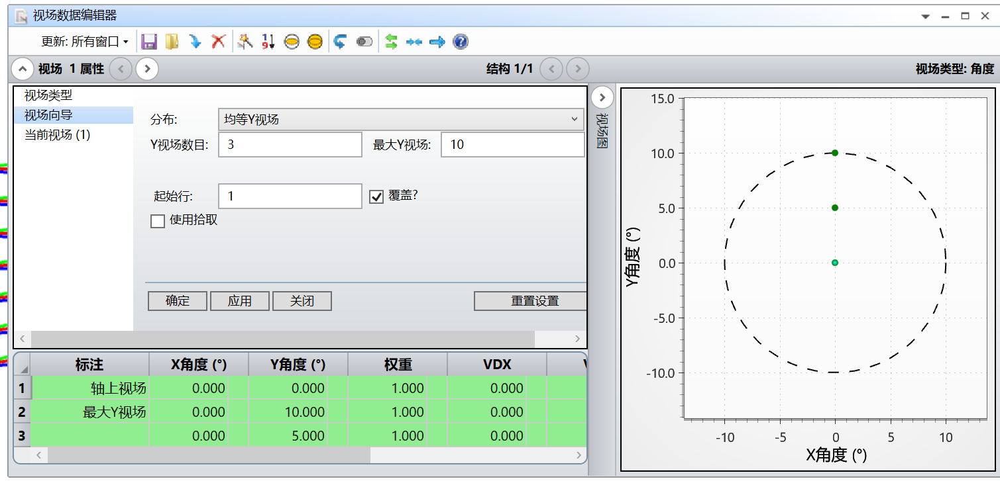 视场数据编辑器
更新: 所有窗口
视场 1 属性
结构 1/1
视场类型: 角度
视场类型
视场向导
当前视场 (1)
分布: 均等Y视场
Y视场数目: 3 最大Y视场: 10
起始行: 1 覆盖?
使用拾取
确定 应用 关闭 重置设置
标注 X角度 (°) Y角度 (°) 权重 VDX
1 轴上视场 0.000 0.000 1.000 0.000
2 最大Y视场 0.000 10.000 1.000 0.000
3 0.000 5.000 1.000 0.000
视场图
15.0
10.0
5.0
0.0
-5.0
-10.0
Y角度 (°)
-10 -5 0 5 10
X角度 (°)